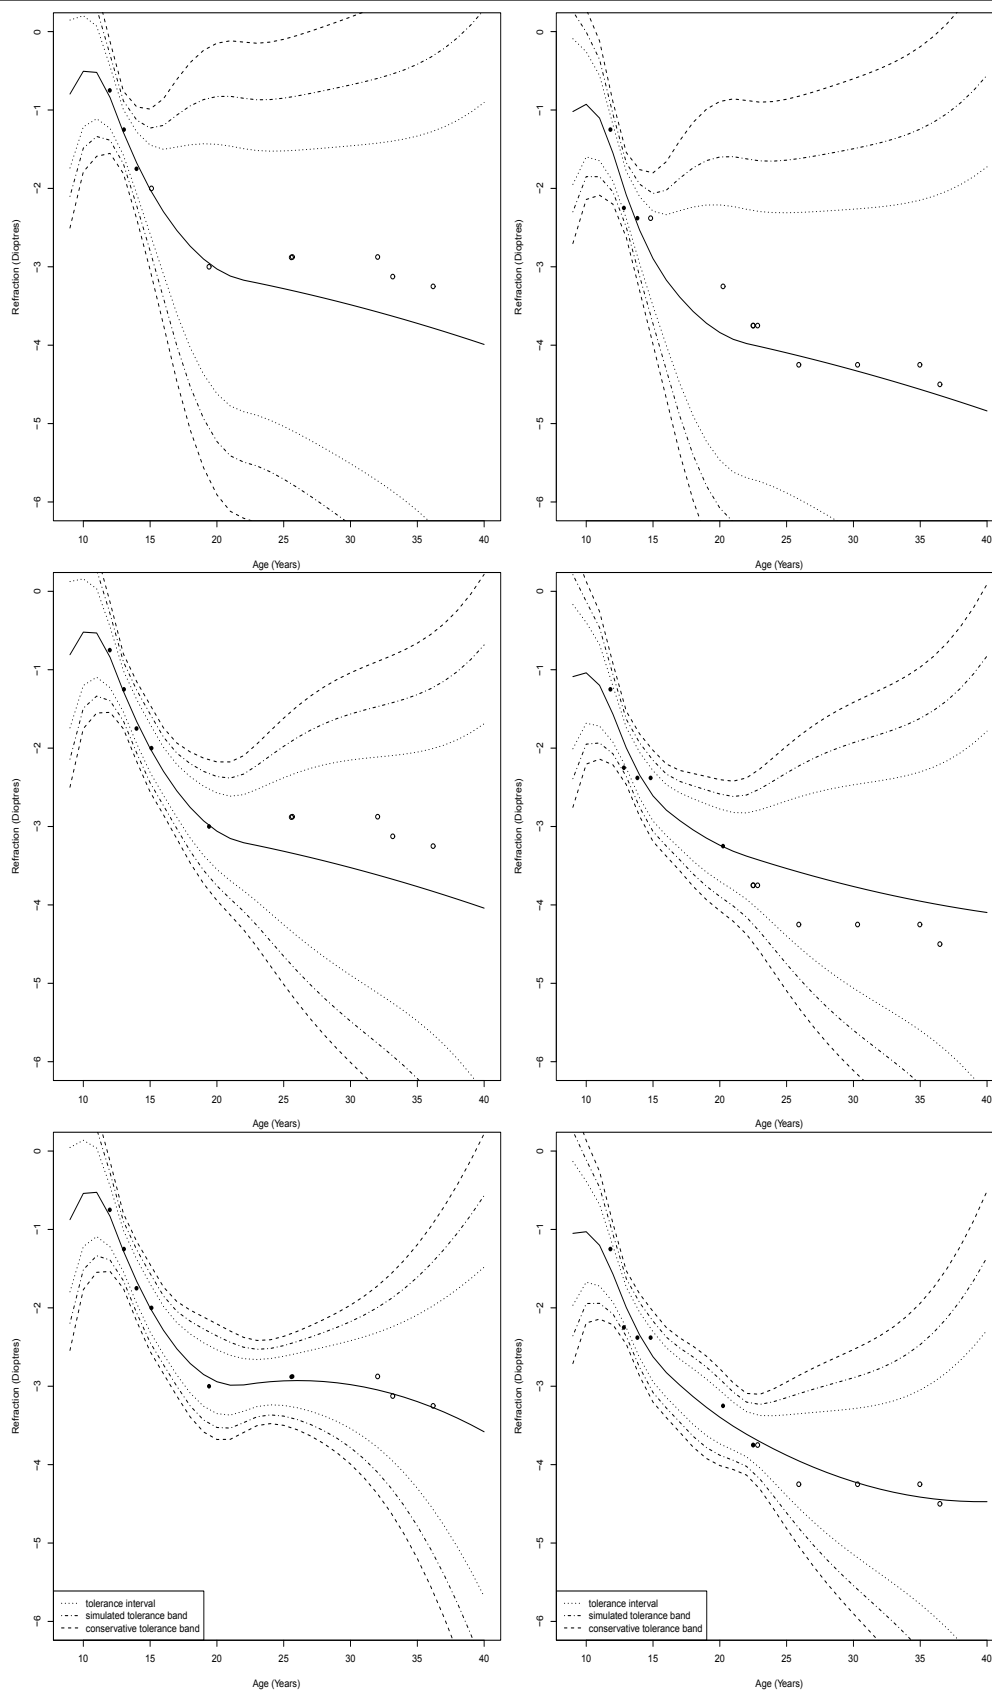 0
-1
-2
-3
-4
-5
-6
Refraction (Dioptres)
10 15 20 25 30 35 40
Age (Years)
0
-1
-2
-3
-4
-5
-6
Refraction (Dioptres)
10 15 20 25 30 35 40
Age (Years)
0
-1
-2
-3
-4
-5
-6
Refraction (Dioptres)
10 15 20 25 30 35 40
Age (Years)
0
-1
-2
-3
-4
-5
-6
Refraction (Dioptres)
10 15 20 25 30 35 40
Age (Years)
0
-1
-2
-3
-4
-5
-6
Refraction (Dioptres)
tolerance interval
simulated tolerance band
conservative tolerance band
10 15 20 25 30 35 40
Age (Years)
0
-1
-2
-3
-4
-5
-6
Refraction (Dioptres)
tolerance interval
simulated tolerance band
conservative tolerance band
10 15 20 25 30 35 40
Age (Years)